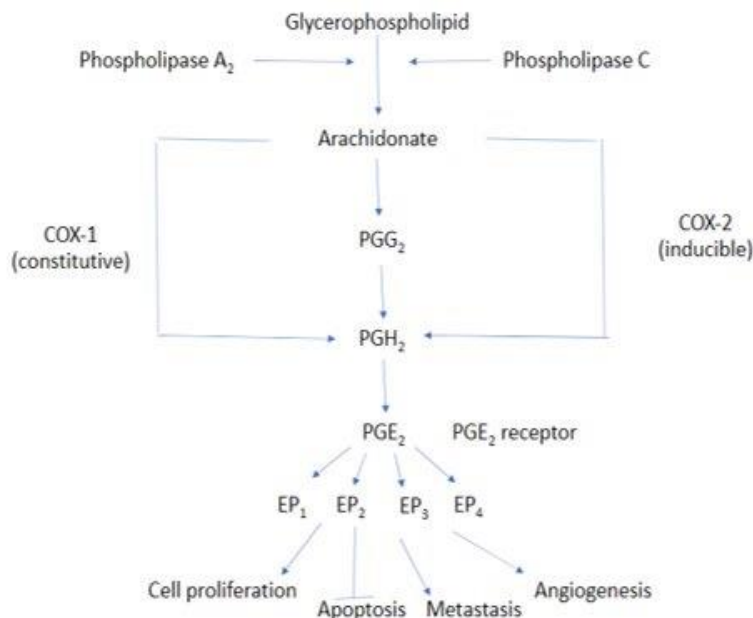 Glycerophospholipid
Phospholipase A₂
Phospholipase C
Arachidonate
COX-1
(constitutive)
PGG₂
COX-2
(inducible)
PGH₂
PGE₂
PGE₂ receptor
EP₁
EP₂
EP₃
EP₄
Cell proliferation
Apoptosis
Metastasis
Angiogenesis